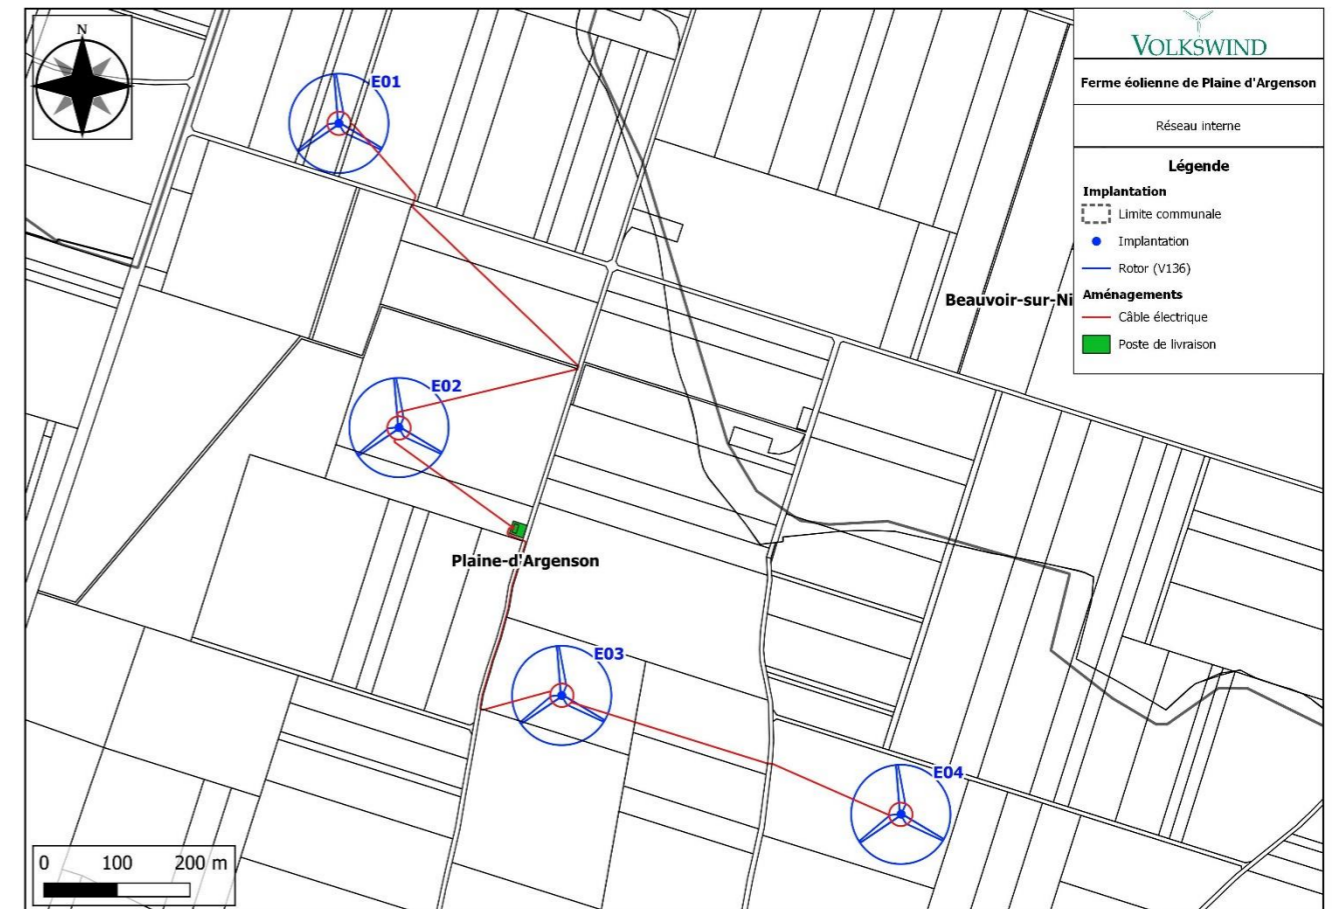 N
VOLKSWIND
Ferme éolienne de Plaine d'Argenson
Réseau interne
Légende
Implantation
Limite communale
Implantation
Rotor (V136)
Aménagements
Câble électrique
Poste de livraison
E01
Beauvoir-sur-Ni
E02
Plaine-d'Argenson
E03
E04
0 100 200 m